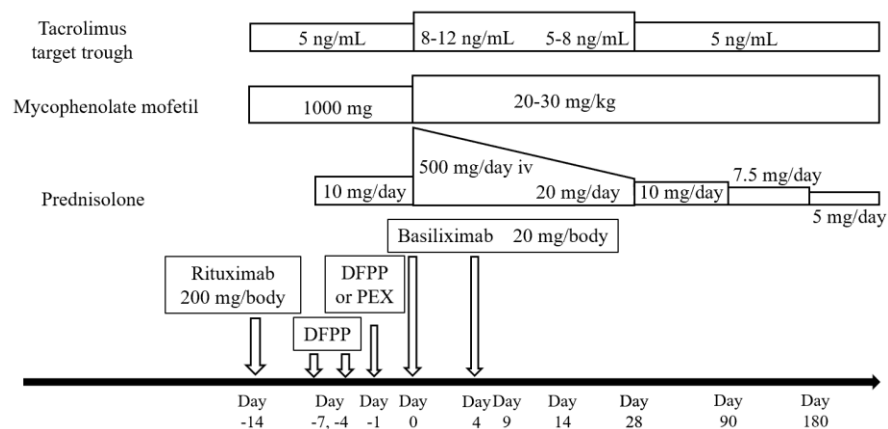 Tacrolimus
target trough
5 ng/mL
8-12 ng/mL
5-8 ng/mL
5 ng/mL
Mycophenolate mofetil
1000 mg
20-30 mg/kg
Prednisolone
10 mg/day
500 mg/day iv
20 mg/day
10 mg/day
7.5 mg/day
5 mg/day
Basiliximab 20 mg/body
Rituximab
200 mg/body
DFPP
DFPP
or PEX
Day
-14
Day
-7, -4
Day
-1
Day
0
Day
4
Day
9
Day
14
Day
28
Day
90
Day
180